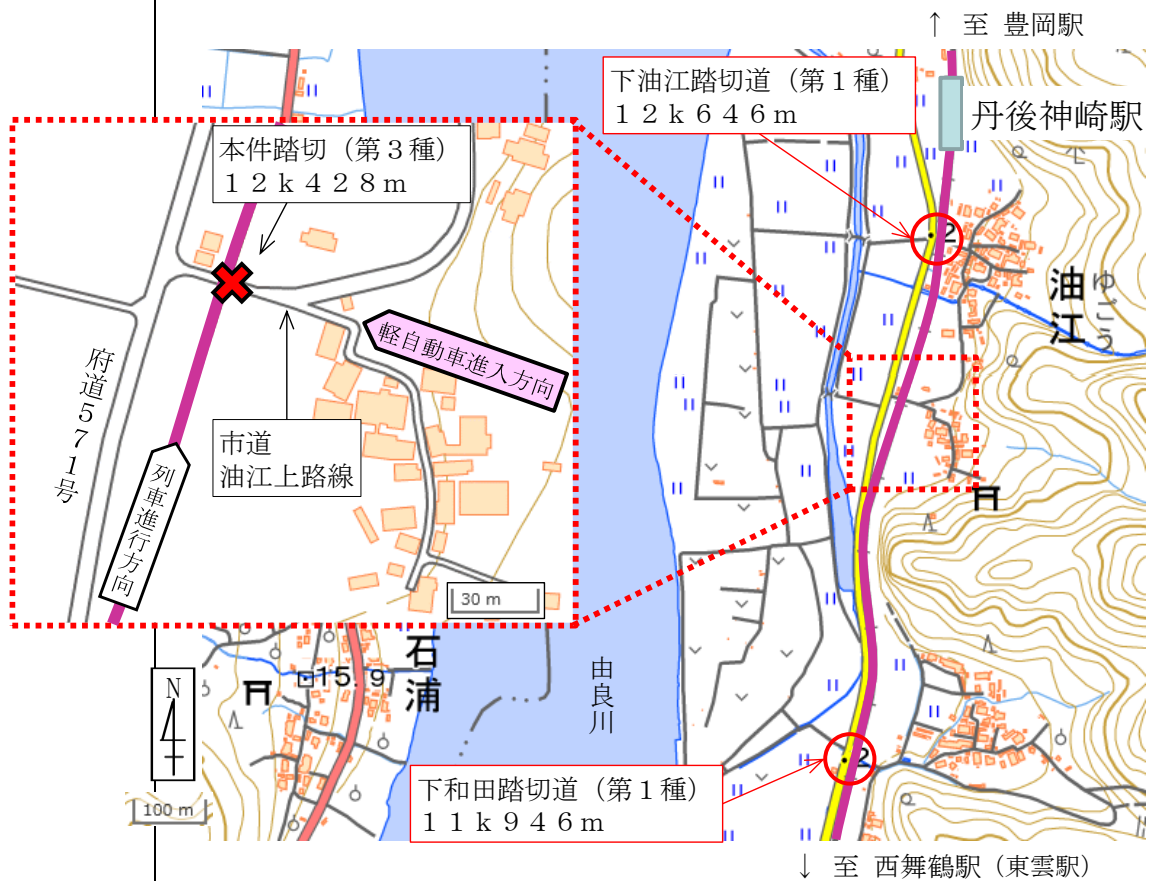 ↑ 至 豊岡駅
下油江踏切道（第１種）
１２ｋ６４６ｍ
丹後神崎駅
本件踏切（第３種）
１２ｋ４２８ｍ
2
油江
ゆごう
軽自動車進入方向
府道５７１号
市道
油江上路線
列車進行方向
30 m
石浦
15.9
N
由良川
100 m
2
下和田踏切道（第１種）
１１ｋ９４６ｍ
↓ 至 西舞鶴駅（東雲駅）